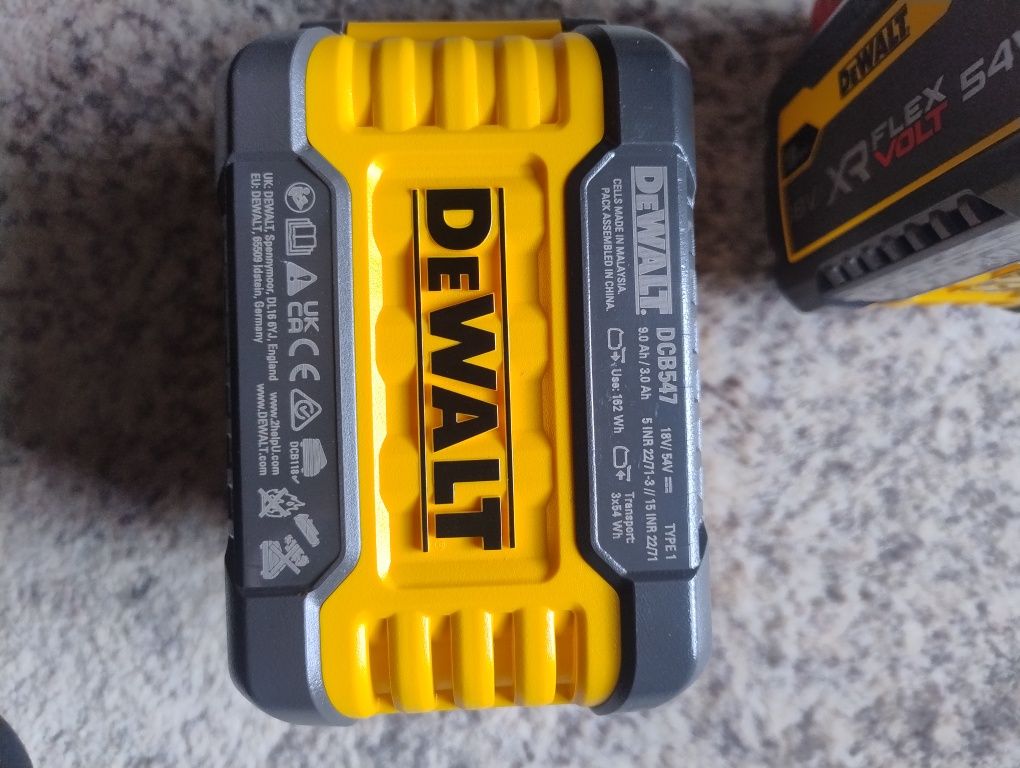 DEWALT
DEWALT DCB547 18V/ 54V TYPE 1
9.0 Ah / 3.0 Ah 5 INR 22/71-3 // 15 INR 22/71
CELLS MADE IN MALAYSIA.
PACK ASSEMBLED IN CHINA.
Use: 162 Wh
Transport:
3x54 Wh
UK CA CE
DCB118
UK: DEWALT, Spennymoor, DL16 6YJ, England www.2helpU.com
EU: DEWALT, 65509 Idstein, Germany www.DEWALT.com
DEWALT
XR FLEX VOLT 54V